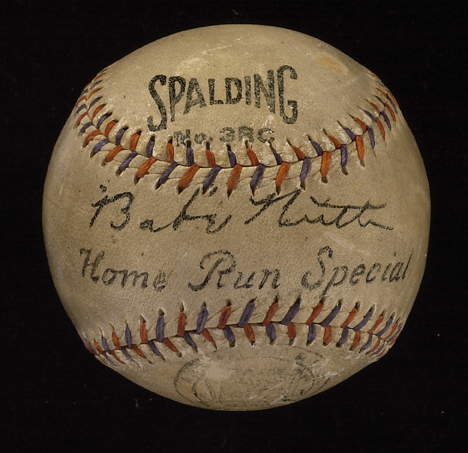 SPALDING
No. 3RC
"Babe" Ruth
Home Run Special